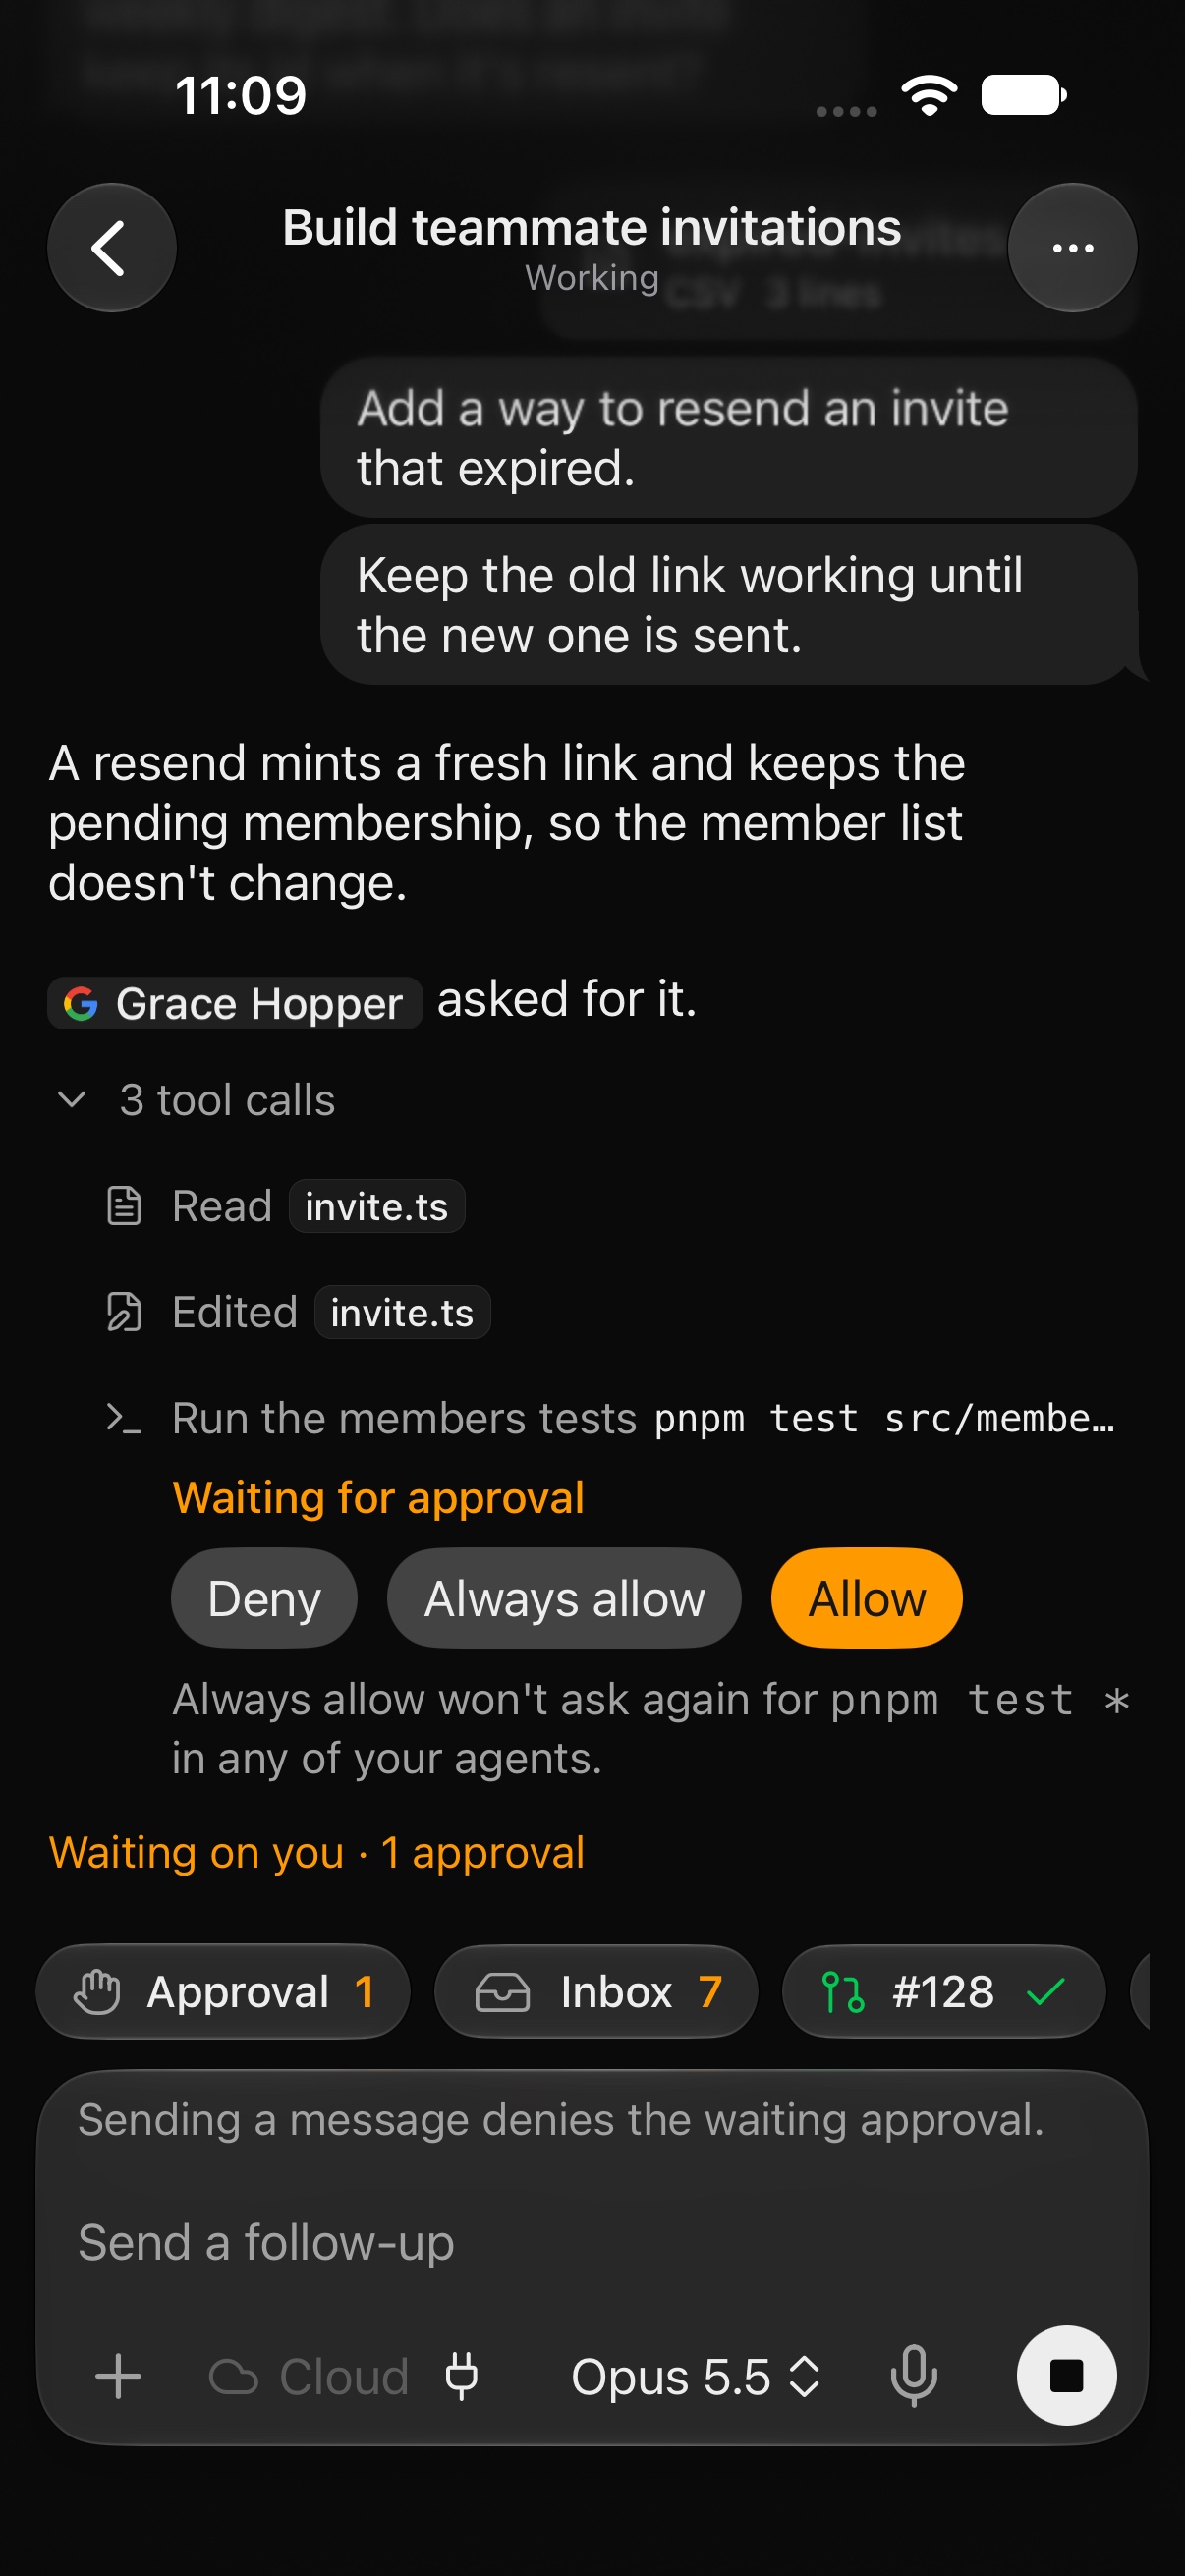 11:09
Build teammate invitations
Working
CSV 3 lines
Add a way to resend an invite
that expired.
Keep the old link working until
the new one is sent.
A resend mints a fresh link and keeps the
pending membership, so the member list
doesn't change.
Grace Hopper asked for it.
3 tool calls
Read invite.ts
Edited invite.ts
Run the members tests pnpm test src/membe…
Waiting for approval
Deny Always allow Allow
Always allow won't ask again for pnpm test *
in any of your agents.
Waiting on you · 1 approval
Approval 1 Inbox 7 #128
Sending a message denies the waiting approval.
Send a follow-up
Cloud Opus 5.5